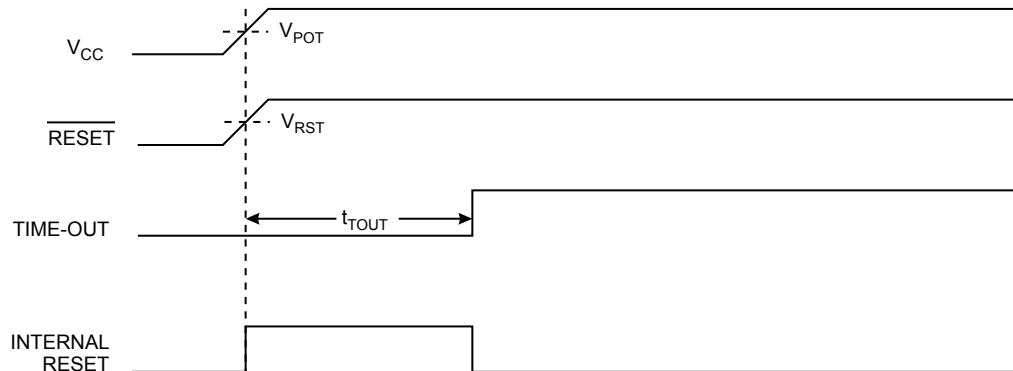 VCC
VPOT
RESET
VRST
TIME-OUT
tTOUT
INTERNAL
RESET